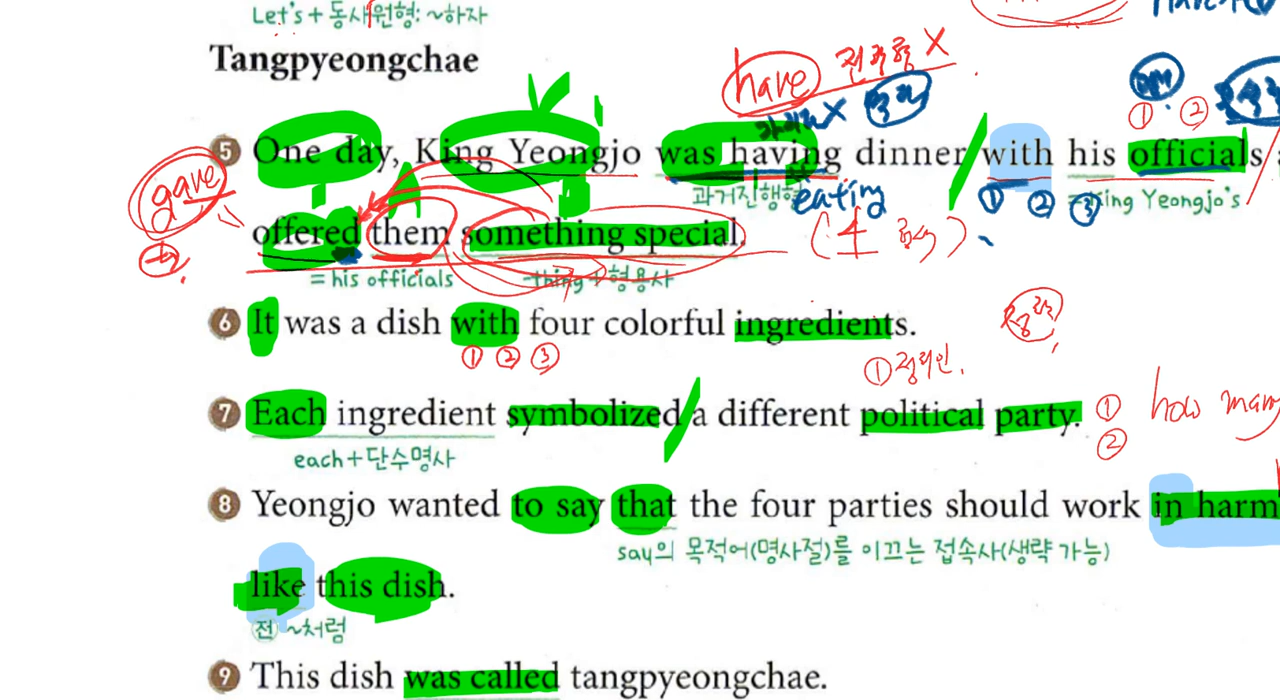 Let's + 동사원형: ~하자
Tangpyeongchae
have 진행형 X
① ②
5 One day, King Yeongjo was having dinner with his officials
gave 과거진행형 eating ① ② ③ King Yeongjo's
offered them something special.
= his officials -thing + 형용사
6 It was a dish with four colorful ingredients.
① ② ③
① 정치인.
7 Each ingredient symbolized a different political party. ① how many
each+단수명사 ②
8 Yeongjo wanted to say that the four parties should work in harm
say의 목적어(명사절)를 이끄는 접속사(생략 가능)
like this dish.
전 ~처럼
9 This dish was called tangpyeongchae.